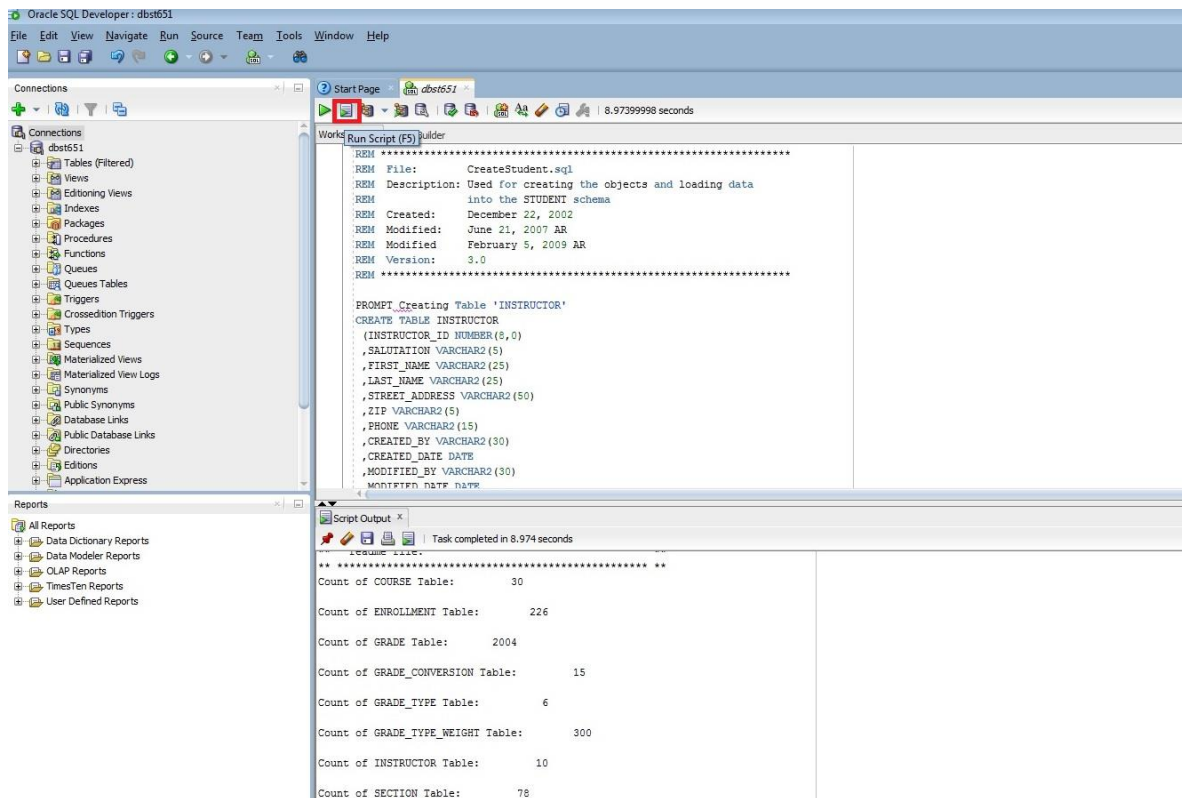 Oracle SQL Developer : dbst651
File Edit View Navigate Run Source Team Tools Window Help
Connections
Connections
dbst651
Tables (Filtered)
Views
Editioning Views
Indexes
Packages
Procedures
Functions
Queues
Queues Tables
Triggers
Crossedition Triggers
Types
Sequences
Materialized Views
Materialized View Logs
Synonyms
Public Synonyms
Database Links
Public Database Links
Directories
Editions
Application Express
Reports
All Reports
Data Dictionary Reports
Data Modeler Reports
OLAP Reports
TimesTen Reports
User Defined Reports
Start Page dbst651
8.97399998 seconds
Run Script (F5)
REM ******************************************************************
REM File: CreateStudent.sql
REM Description: Used for creating the objects and loading data
REM into the STUDENT schema
REM Created: December 22, 2002
REM Modified: June 21, 2007 AR
REM Modified February 5, 2009 AR
REM Version: 3.0
REM ******************************************************************
PROMPT Creating Table 'INSTRUCTOR'
CREATE TABLE INSTRUCTOR
(INSTRUCTOR_ID NUMBER(8,0)
,SALUTATION VARCHAR2(5)
,FIRST_NAME VARCHAR2(25)
,LAST_NAME VARCHAR2(25)
,STREET_ADDRESS VARCHAR2(50)
,ZIP VARCHAR2(5)
,PHONE VARCHAR2(15)
,CREATED_BY VARCHAR2(30)
,CREATED_DATE DATE
,MODIFIED_BY VARCHAR2(30)
,MODIFIED_DATE DATE
Script Output
Task completed in 8.974 seconds
** readme file. **
** ************************************************** **
Count of COURSE Table: 30
Count of ENROLLMENT Table: 226
Count of GRADE Table: 2004
Count of GRADE_CONVERSION Table: 15
Count of GRADE_TYPE Table: 6
Count of GRADE_TYPE_WEIGHT Table: 300
Count of INSTRUCTOR Table: 10
Count of SECTION Table: 78